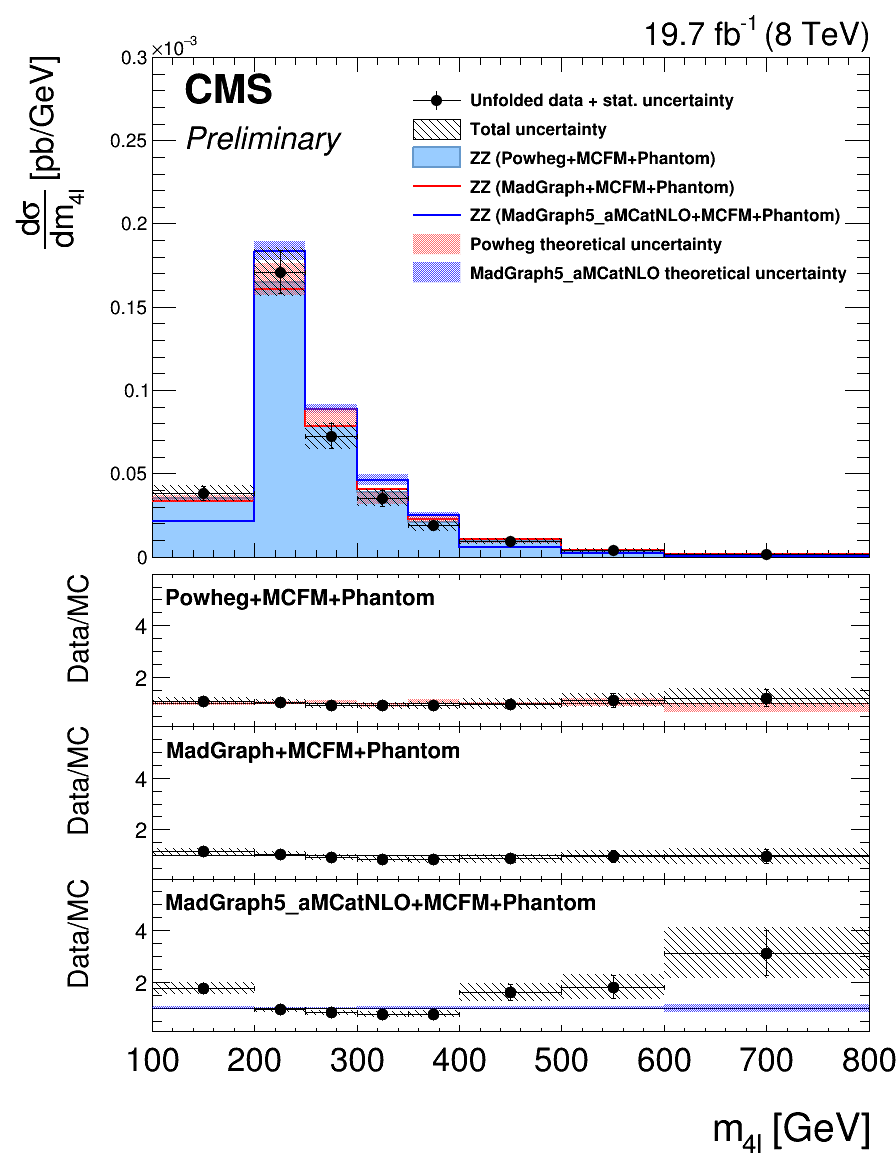 19.7 fb⁻¹ (8 TeV)
×10⁻³
CMS
Preliminary
dσ/dm₄ₗ [pb/GeV]
0.3
0.25
0.2
0.15
0.1
0.05
0
Unfolded data + stat. uncertainty
Total uncertainty
ZZ (Powheg+MCFM+Phantom)
ZZ (MadGraph+MCFM+Phantom)
ZZ (MadGraph5_aMCatNLO+MCFM+Phantom)
Powheg theoretical uncertainty
MadGraph5_aMCatNLO theoretical uncertainty
Data/MC
Powheg+MCFM+Phantom
4
2
Data/MC
MadGraph+MCFM+Phantom
4
2
Data/MC
MadGraph5_aMCatNLO+MCFM+Phantom
4
2
100 200 300 400 500 600 700 800
m₄ₗ [GeV]